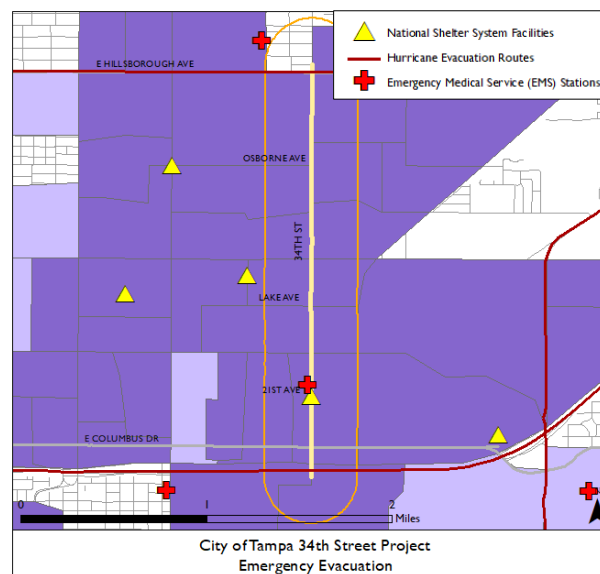 National Shelter System Facilities
Hurricane Evacuation Routes
Emergency Medical Service (EMS) Stations
E HILLSBOROUGH AVE
OSBORNE AVE
34TH ST
LAKE AVE
21ST AVE
E COLUMBUS DR
0 1 2
Miles
City of Tampa 34th Street Project
Emergency Evacuation